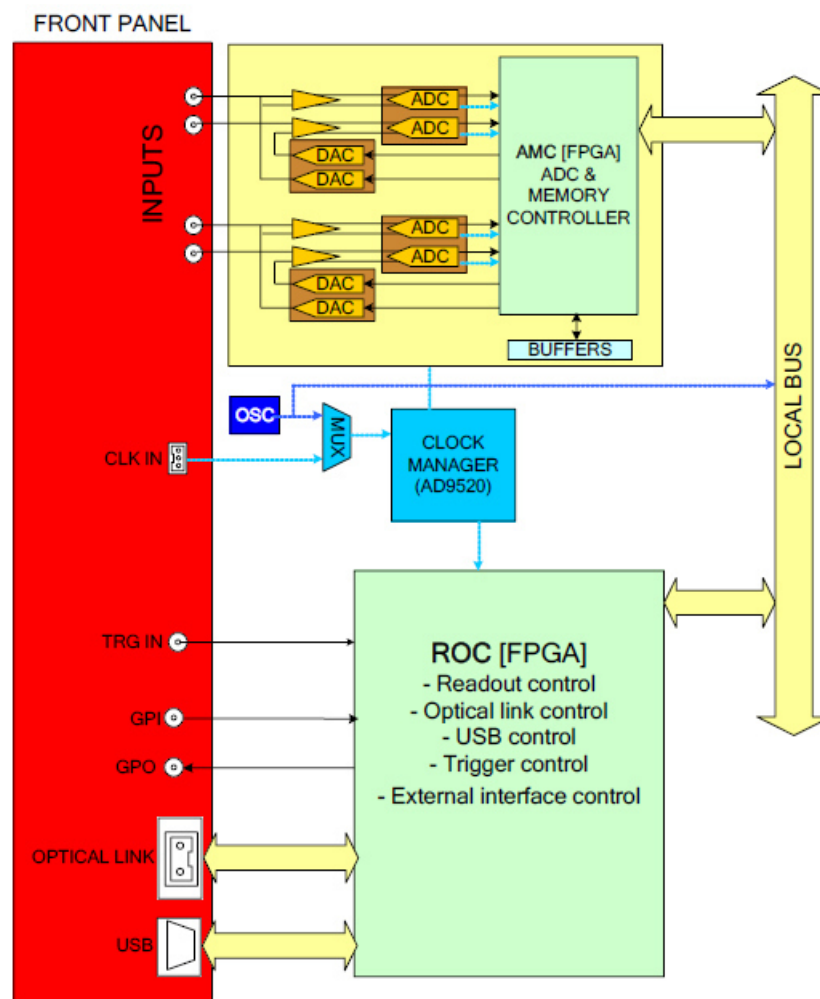 FRONT PANEL
INPUTS
ADC
ADC
DAC
DAC
ADC
ADC
DAC
DAC
AMC [FPGA]
ADC &
MEMORY
CONTROLLER
BUFFERS
LOCAL BUS
OSC
MUX
CLK IN
CLOCK
MANAGER
(AD9520)
TRG IN
GPI
GPO
OPTICAL LINK
USB
ROC [FPGA]
- Readout control
- Optical link control
- USB control
- Trigger control
- External interface control